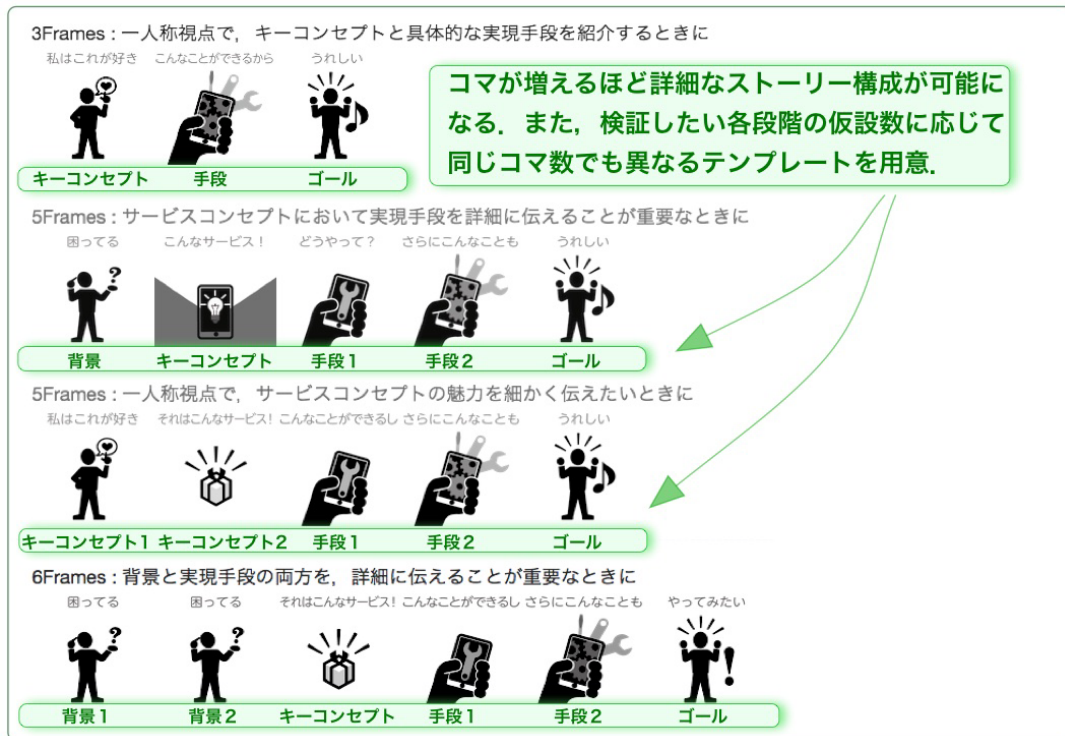 3Frames : 一人称視点で，キーコンセプトと具体的な実現手段を紹介するときに
私はこれが好き こんなことができるから うれしい
キーコンセプト 手段 ゴール
コマが増えるほど詳細なストーリー構成が可能に
なる．また，検証したい各段階の仮設数に応じて
同じコマ数でも異なるテンプレートを用意．
5Frames : サービスコンセプトにおいて実現手段を詳細に伝えることが重要なときに
困ってる こんなサービス！ どうやって？ さらにこんなことも うれしい
?
背景 キーコンセプト 手段1 手段2 ゴール
5Frames : 一人称視点で，サービスコンセプトの魅力を細かく伝えたいときに
私はこれが好き それはこんなサービス! こんなことができるし さらにこんなことも うれしい
キーコンセプト1 キーコンセプト2 手段1 手段2 ゴール
6Frames : 背景と実現手段の両方を，詳細に伝えることが重要なときに
困ってる 困ってる それはこんなサービス! こんなことができるし さらにこんなことも やってみたい
? ? !
背景1 背景2 キーコンセプト 手段1 手段2 ゴール